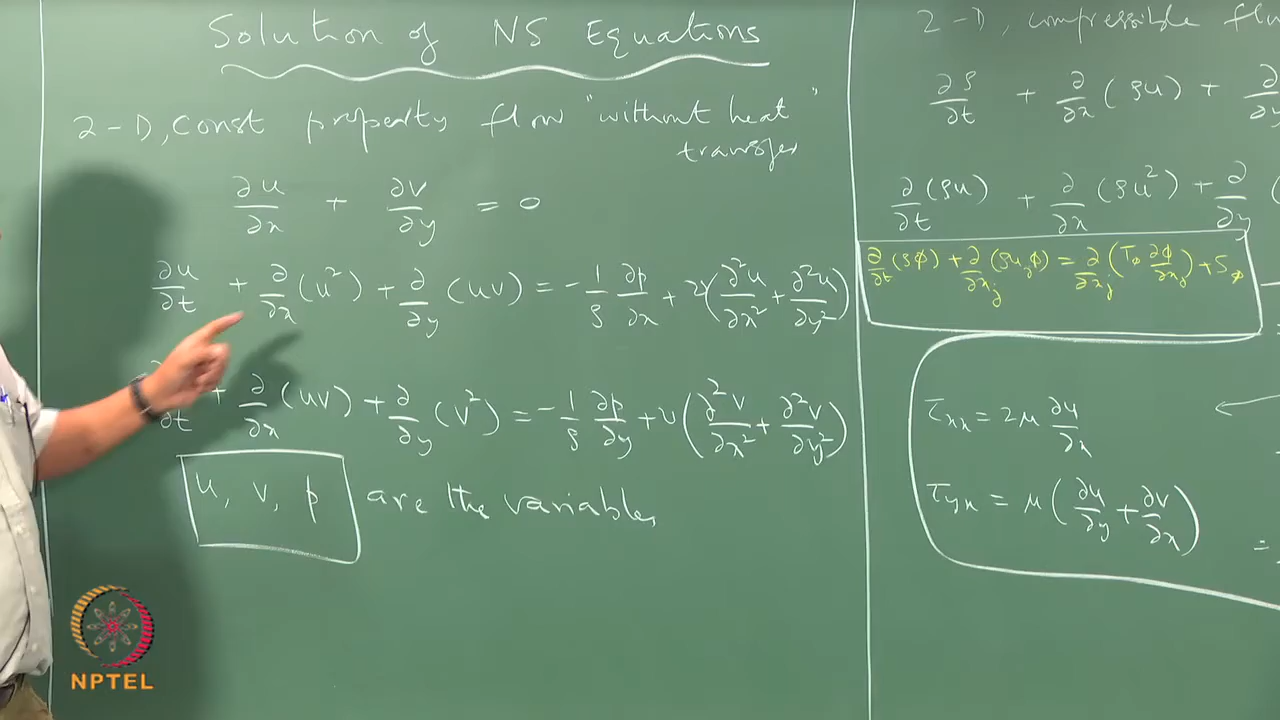 Solution of NS Equations
2-D, Const property flow "without heat transfer"
∂u/∂x + ∂v/∂y = 0
∂u/∂t + ∂/∂x (u²) + ∂/∂y (uv) = -1/ρ ∂p/∂x + ν(∂²u/∂x² + ∂²u/∂y²)
∂t + ∂/∂x (uv) + ∂/∂y (v²) = -1/ρ ∂p/∂y + ν(∂²v/∂x² + ∂²v/∂y²)
u, v, p are the variables
2-D, compressible
∂ρ/∂t + ∂/∂x (ρu) + ∂/∂y
∂/∂t (ρu) + ∂/∂x (ρu²) + ∂/∂y (
∂/∂t (ρφ) + ∂/∂xⱼ (ρuⱼφ) = ∂/∂xⱼ (Γφ ∂φ/∂xⱼ) + Sφ
τxx = 2μ ∂u/∂x
τyx = μ(∂u/∂y + ∂v/∂x)
=
NPTEL